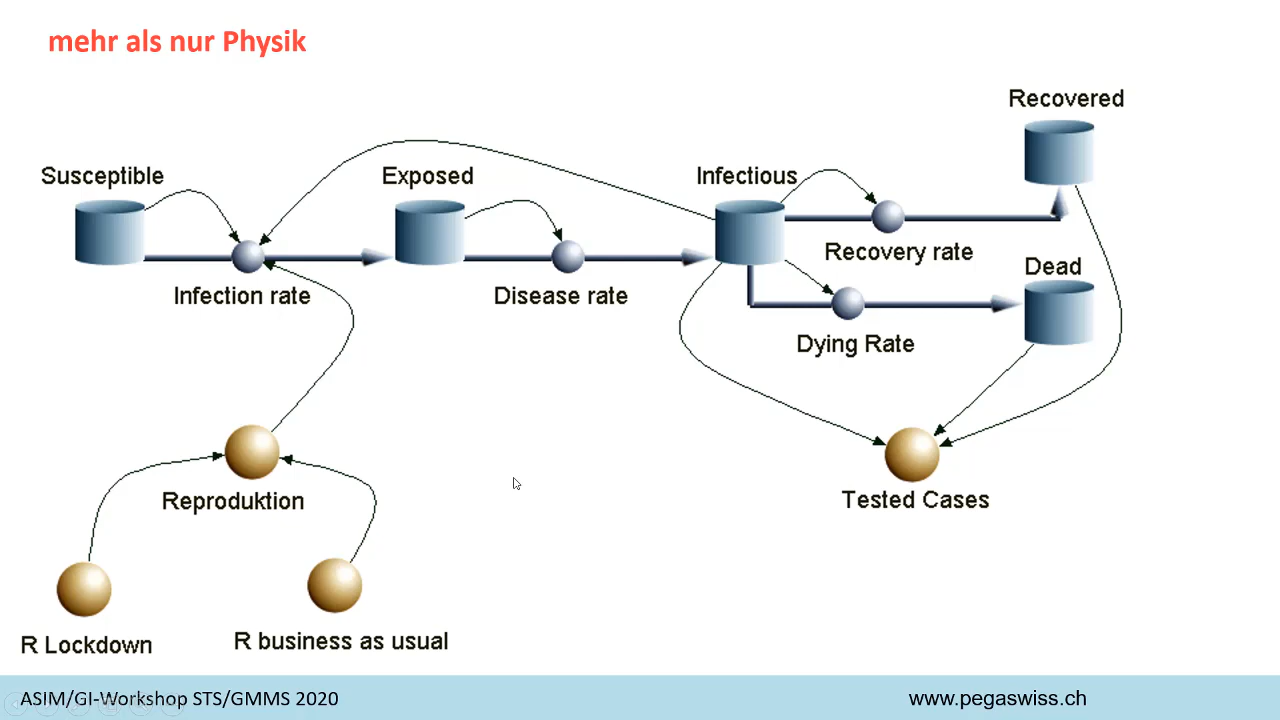 mehr als nur Physik
Recovered
Susceptible
Exposed
Infectious
Recovery rate
Dead
Infection rate
Disease rate
Dying Rate
Reproduktion
Tested Cases
R Lockdown
R business as usual
ASIM/GI-Workshop STS/GMMS 2020
www.pegaswiss.ch